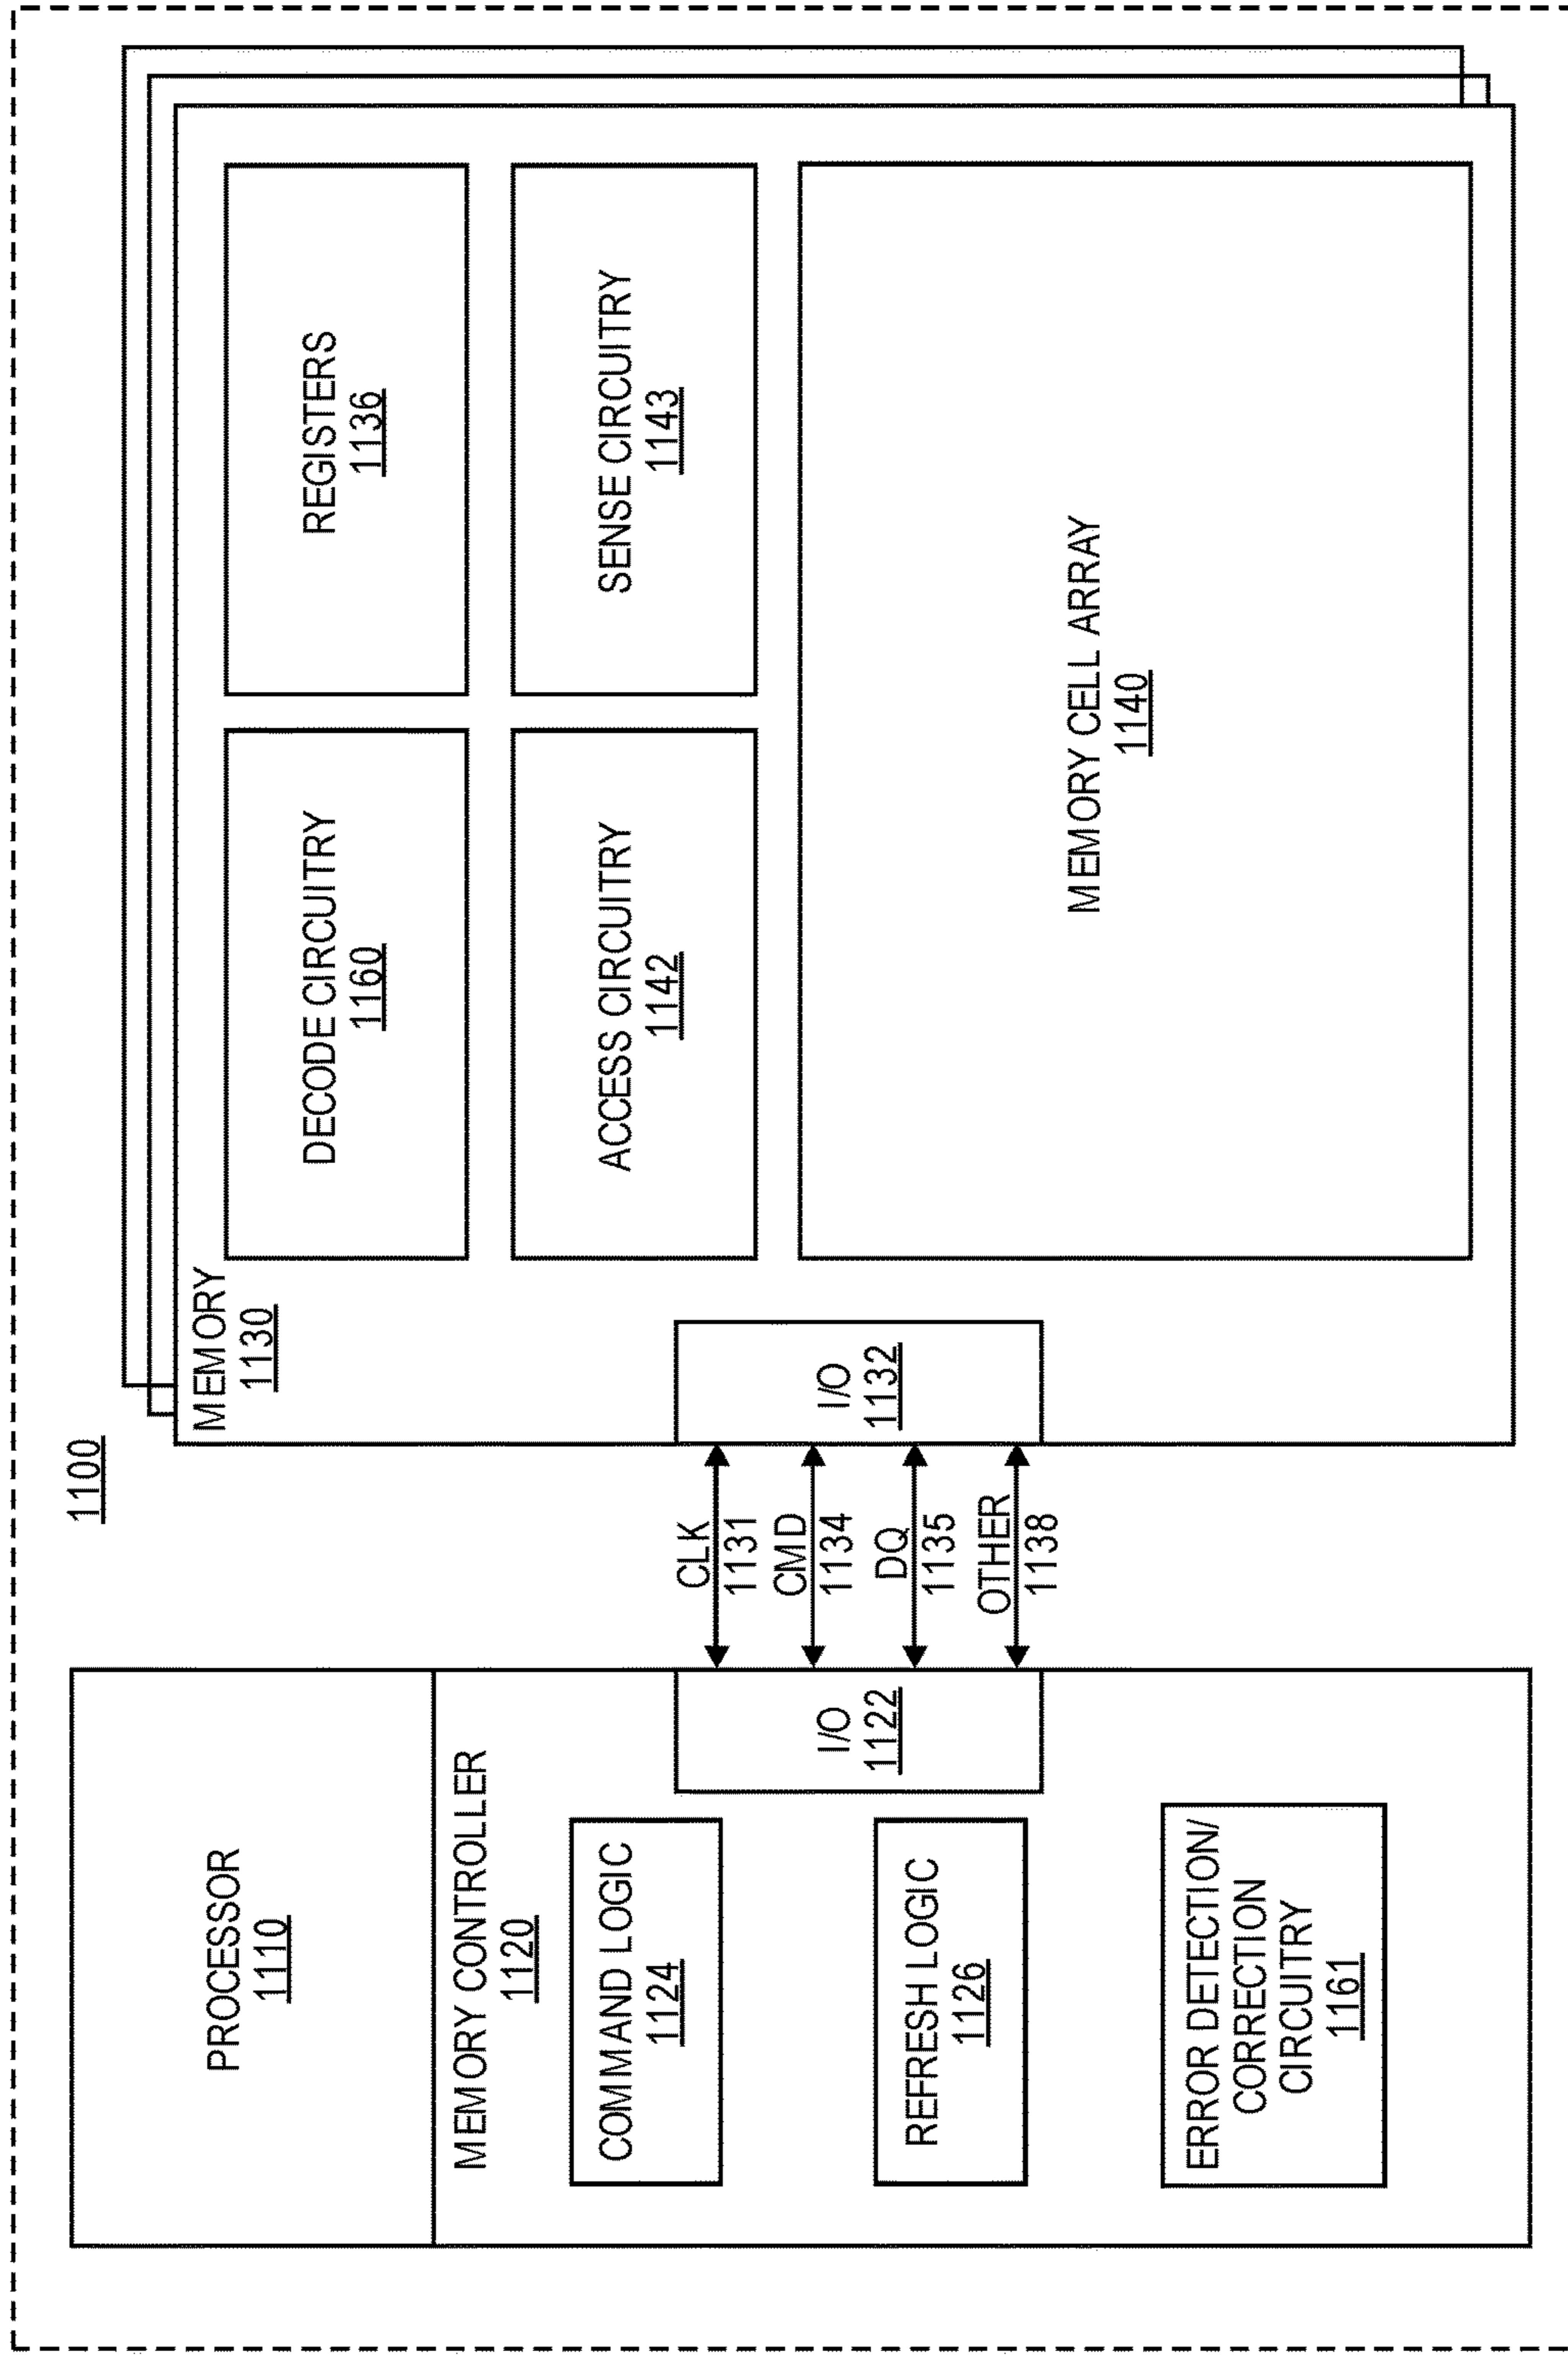 1100
PROCESSOR
1110
MEMORY CONTROLLER
1120
COMMAND LOGIC
1124
REFRESH LOGIC
1126
ERROR DETECTION/
CORRECTION
CIRCUITRY
1161
I/O
1122
CLK
1131
CMD
1134
DQ
1135
OTHER
1138
MEMORY
1130
I/O
1132
DECODE CIRCUITRY
1160
REGISTERS
1136
ACCESS CIRCUITRY
1142
SENSE CIRCUITRY
1143
MEMORY CELL ARRAY
1140